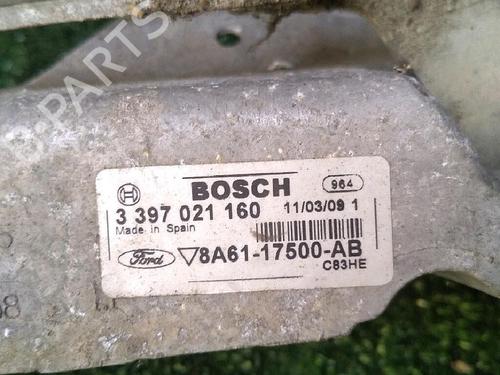 B-PARTS
BOSCH 964
3 397 021 160 11/03/09 1
Made in Spain
Ford 8A61-17500-AB
C83HE